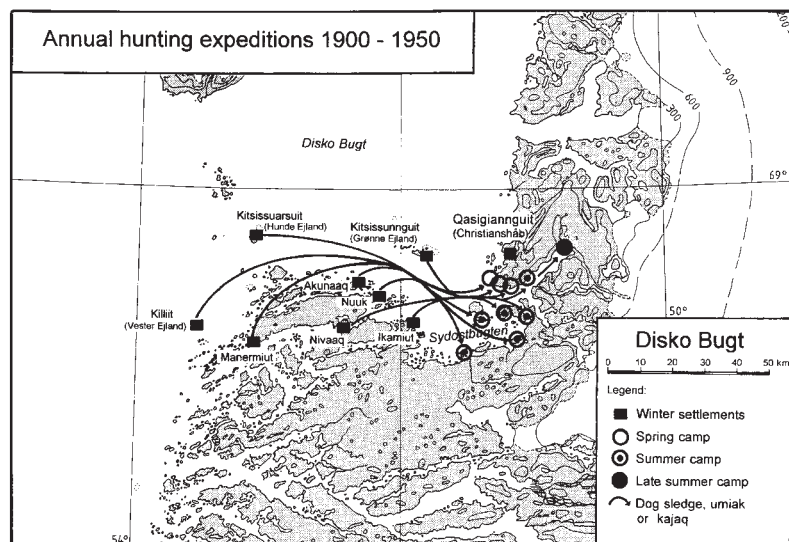 Annual hunting expeditions 1900 - 1950
900
600
300
Disko Bugt
69°
Kitsissuarsuit
(Hunde Ejland)
Kitsissunnguit
(Grønne Ejland)
Qasigiannguit
(Christianshåb)
Akunaaq
Nuuk
Killiit
(Vester Ejland)
Manermiut
Nivaaq
Ikamiut
Sydostbugten
50°
Disko Bugt
0 10 20 30 40 50 km
Legend:
Winter settlements
Spring camp
Summer camp
Late summer camp
Dog sledge, umiak
or kajaq
54°
52°